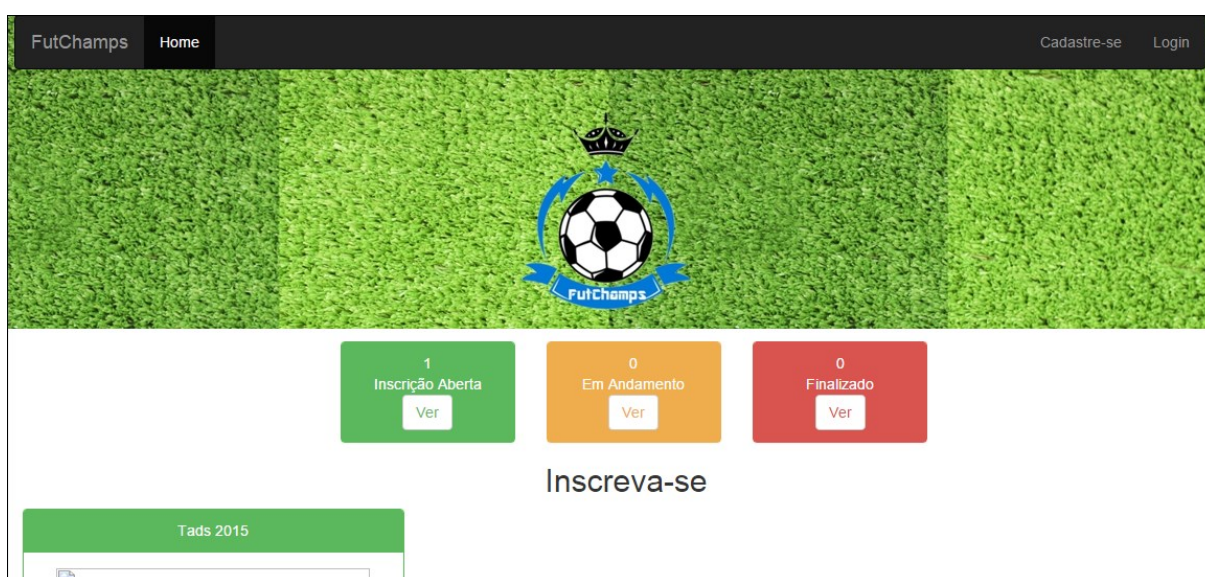 FutChamps Home Cadastre-se Login
FutChamps
1
Inscrição Aberta
Ver
0
Em Andamento
Ver
0
Finalizado
Ver
Inscreva-se
Tads 2015